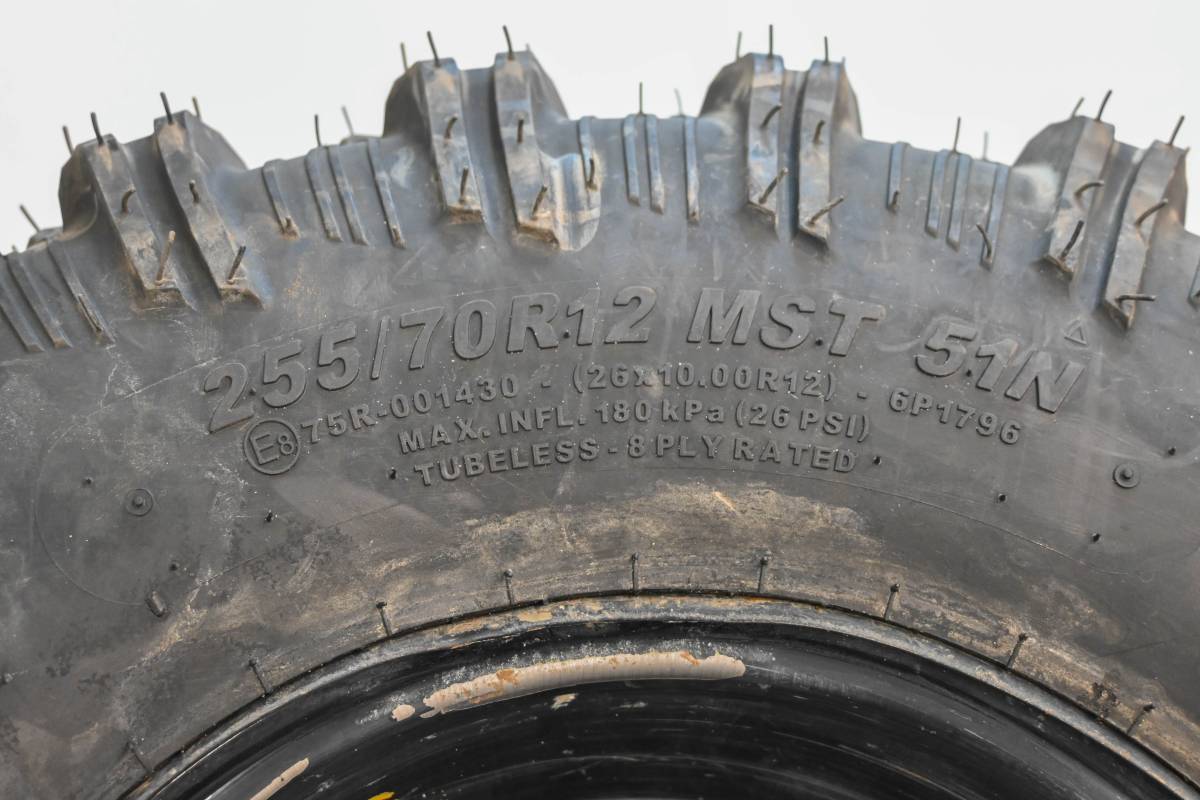 255/70R12 MST 51N
E8 75R-001430 - (26x10.00R12) - 6P1796
MAX. INFL. 180 kPa (26 PSI)
TUBELESS - 8 PLY RATED